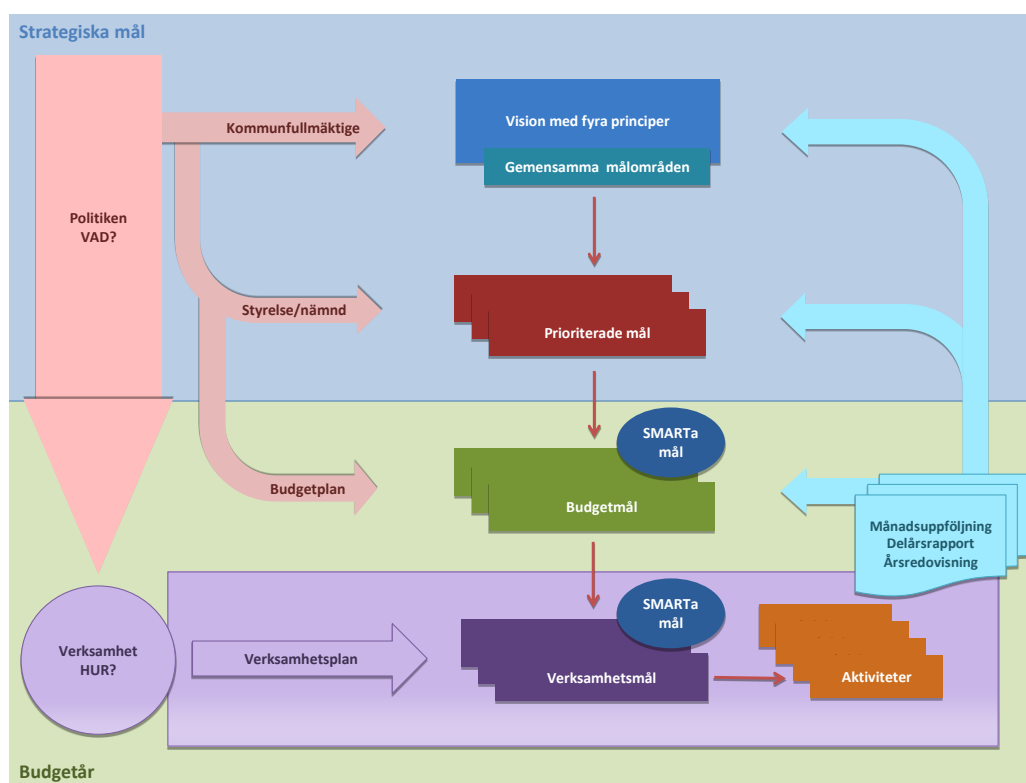 Strategiska mål
Kommunfullmäktige
Vision med fyra principer
Gemensamma målområden
Politiken
VAD?
Styrelse/nämnd
Prioriterade mål
SMARTa
mål
Budgetplan
Budgetmål
Månadsuppföljning
Delårsrapport
Årsredovisning
SMARTa
mål
Verksamhet
HUR?
Verksamhetsplan
Verksamhetsmål
Aktiviteter
Budgetår